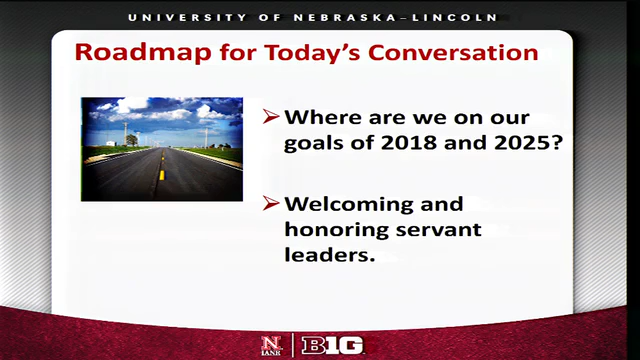 UNIVERSITY OF NEBRASKA–LINCOLN
Roadmap for Today's Conversation
Where are we on our
goals of 2018 and 2025?
Welcoming and
honoring servant
leaders.
N
IANR
B1G